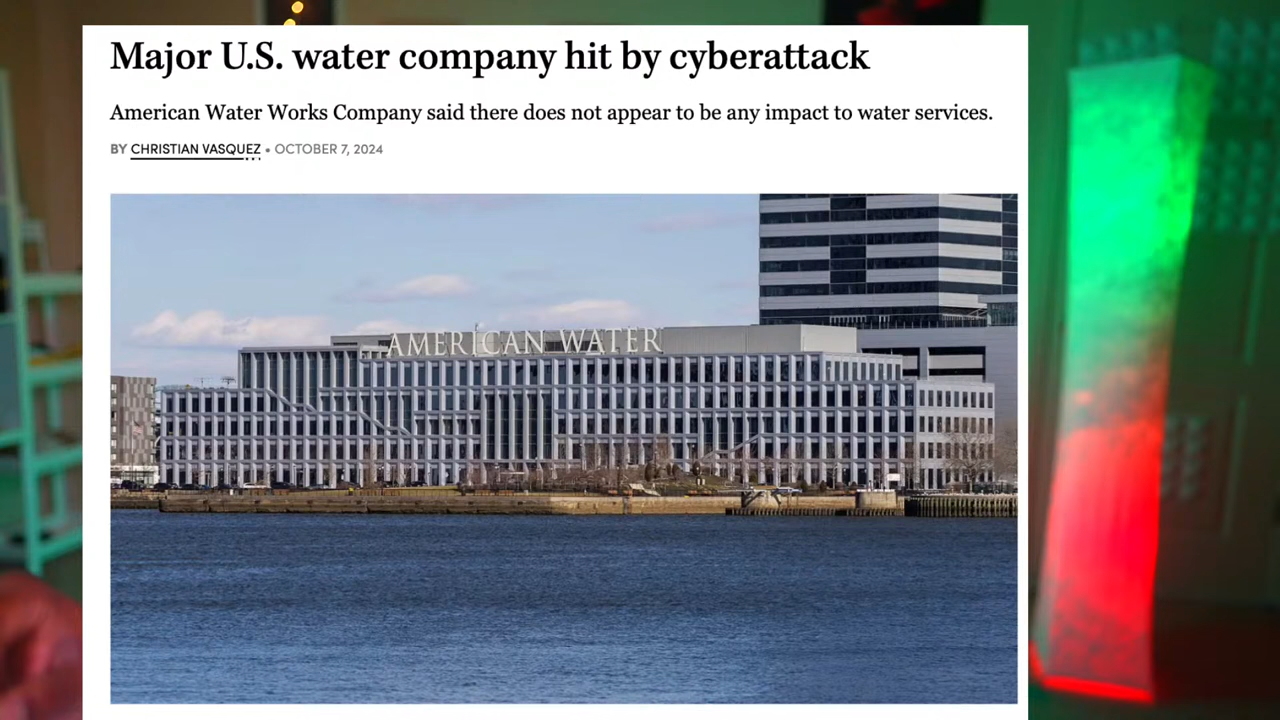 Major U.S. water company hit by cyberattack
American Water Works Company said there does not appear to be any impact to water services.
BY CHRISTIAN VASQUEZ • OCTOBER 7, 2024
AMERICAN WATER